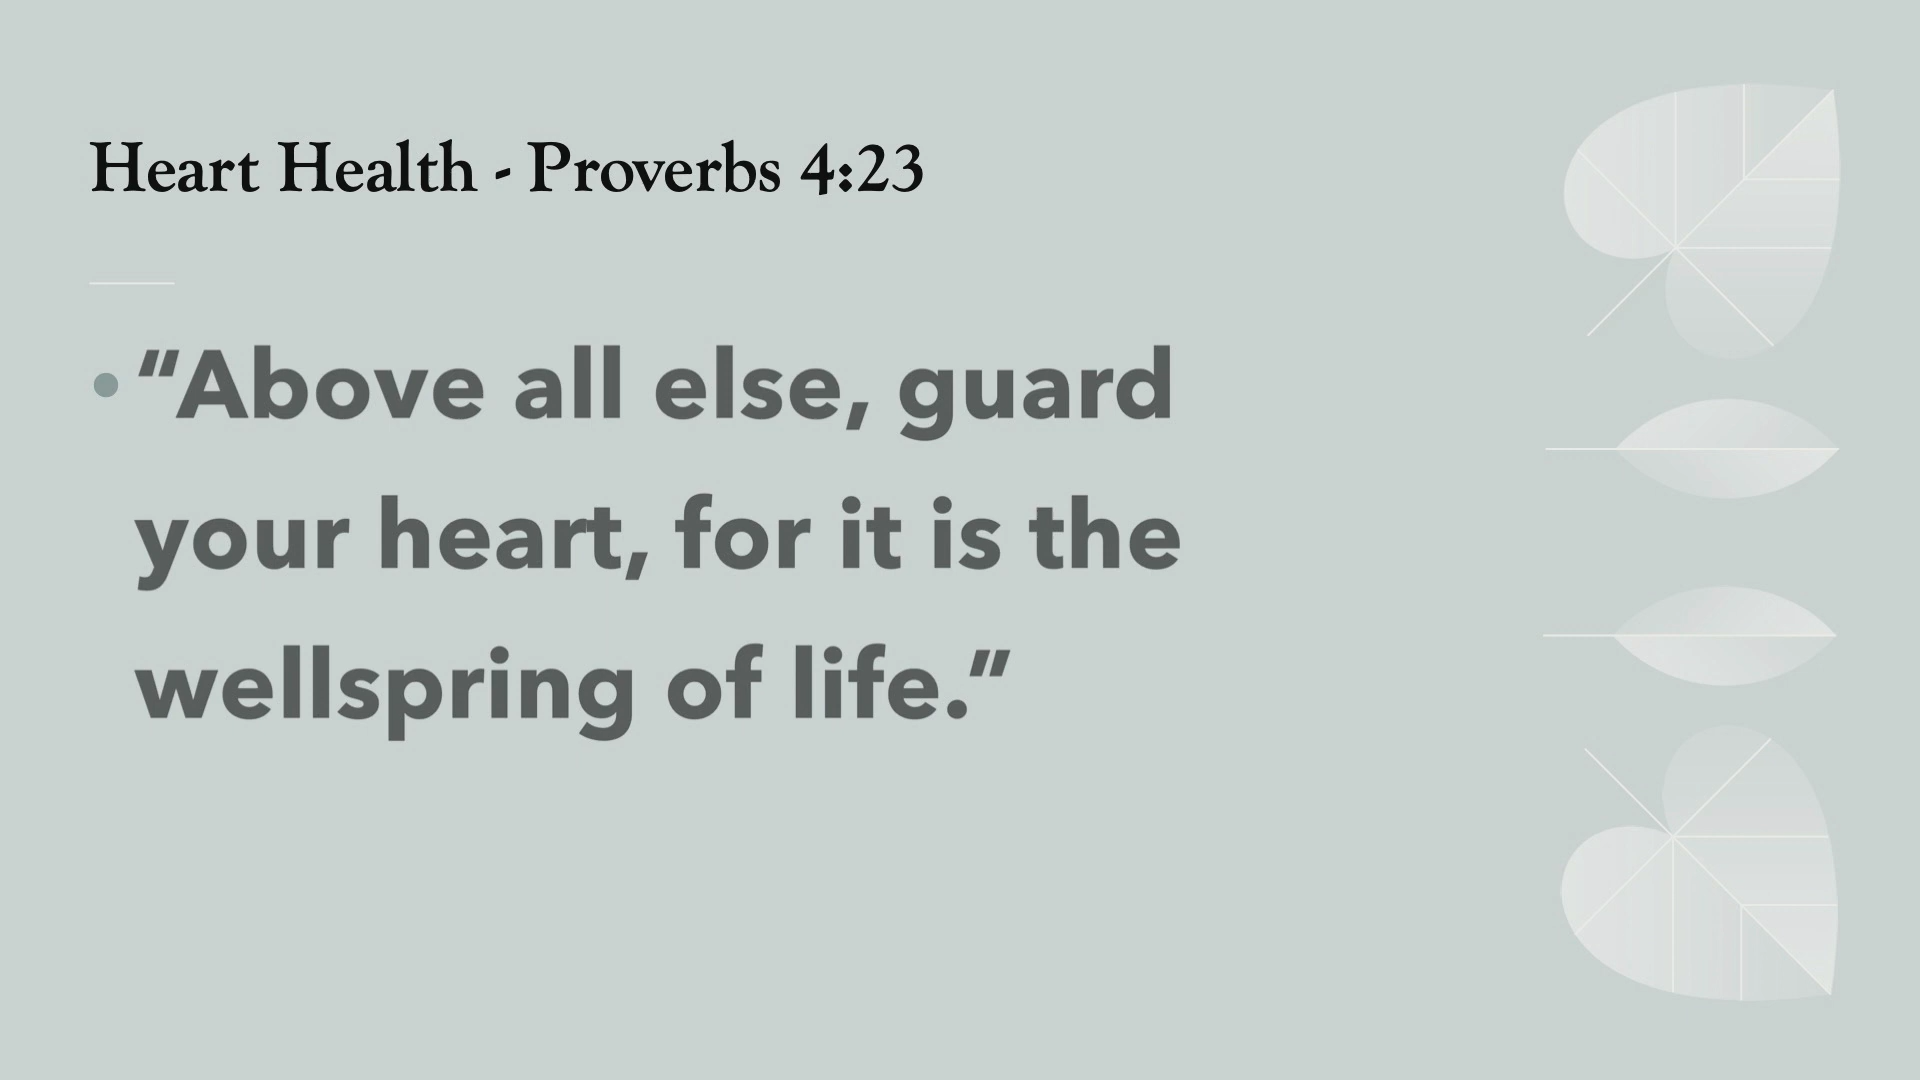 Heart Health - Proverbs 4:23
• “Above all else, guard
your heart, for it is the
wellspring of life.”